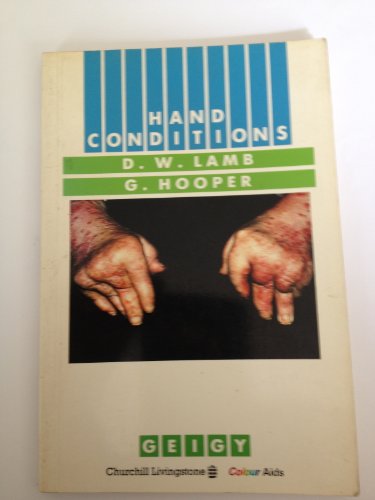 HAND
CONDITIONS
D. W. LAMB
G. HOOPER
GEIGY
Churchill Livingstone Colour Aids